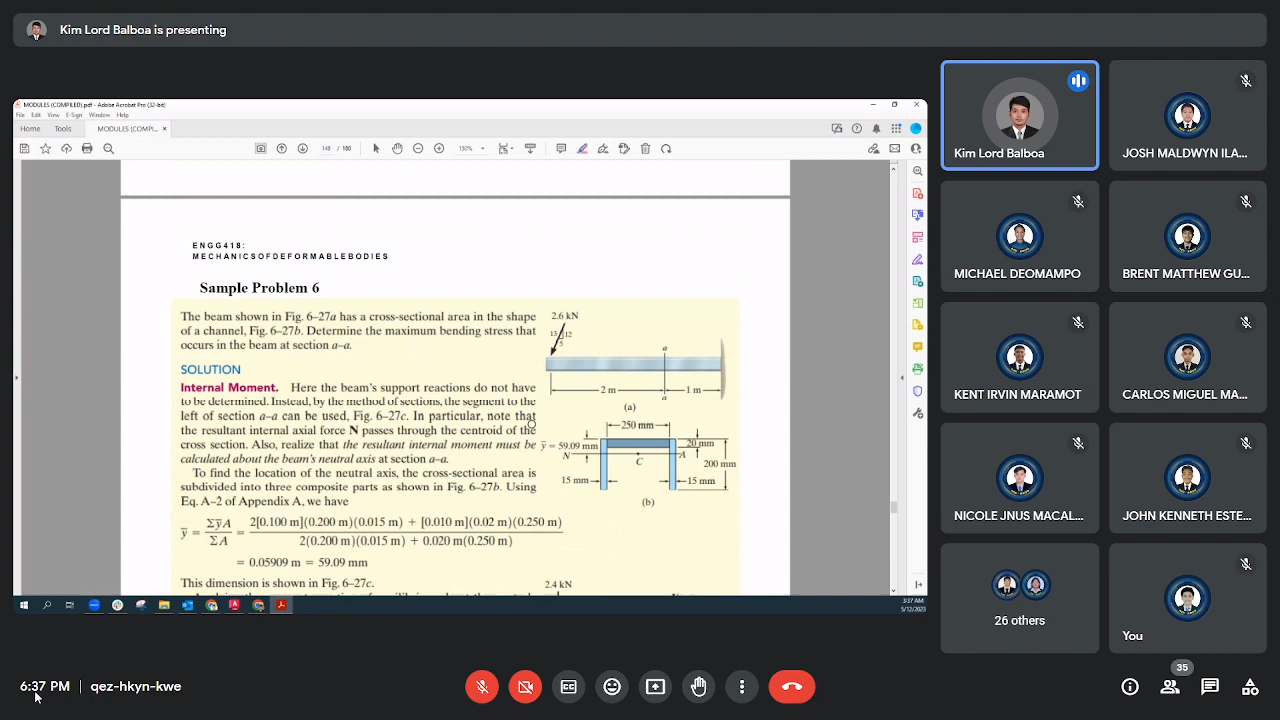 Kim Lord Balboa is presenting
MODULES (COMPILED).pdf - Adobe Acrobat Pro (32-bit)
File Edit View E-Sign Window Help
Home Tools MODULES (COMPI... ×
148 / 180 150%
ENGG418:
MECHANICSOFDEFORMABLEBODIES
Sample Problem 6
The beam shown in Fig. 6–27a has a cross-sectional area in the shape
of a channel, Fig. 6–27b. Determine the maximum bending stress that
occurs in the beam at section a–a.
SOLUTION
Internal Moment. Here the beam's support reactions do not have
to be determined. Instead, by the method of sections, the segment to the
left of section a–a can be used, Fig. 6–27c. In particular, note that
the resultant internal axial force N passes through the centroid of the
cross section. Also, realize that the resultant internal moment must be
calculated about the beam's neutral axis at section a–a.
To find the location of the neutral axis, the cross-sectional area is
subdivided into three composite parts as shown in Fig. 6–27b. Using
Eq. A–2 of Appendix A, we have
ȳ = ΣȳA / ΣA = 2[0.100 m](0.200 m)(0.015 m) + [0.010 m](0.02 m)(0.250 m) / 2(0.200 m)(0.015 m) + 0.020 m(0.250 m)
= 0.05909 m = 59.09 mm
This dimension is shown in Fig. 6–27c.
2.6 kN
13 12
5
a
2 m 1 m
a
(a)
250 mm
ȳ = 59.09 mm 20 mm
N C A 200 mm
15 mm 15 mm
(b)
2.4 kN
3:37 AM
5/12/2023
Kim Lord Balboa
JOSH MALDWYN ILA...
MICHAEL DEOMAMPO
BRENT MATTHEW GU...
KENT IRVIN MARAMOT
CARLOS MIGUEL MA...
NICOLE JNUS MACAL...
JOHN KENNETH ESTE...
26 others
You
6:37 PM | qez-hkyn-kwe
35